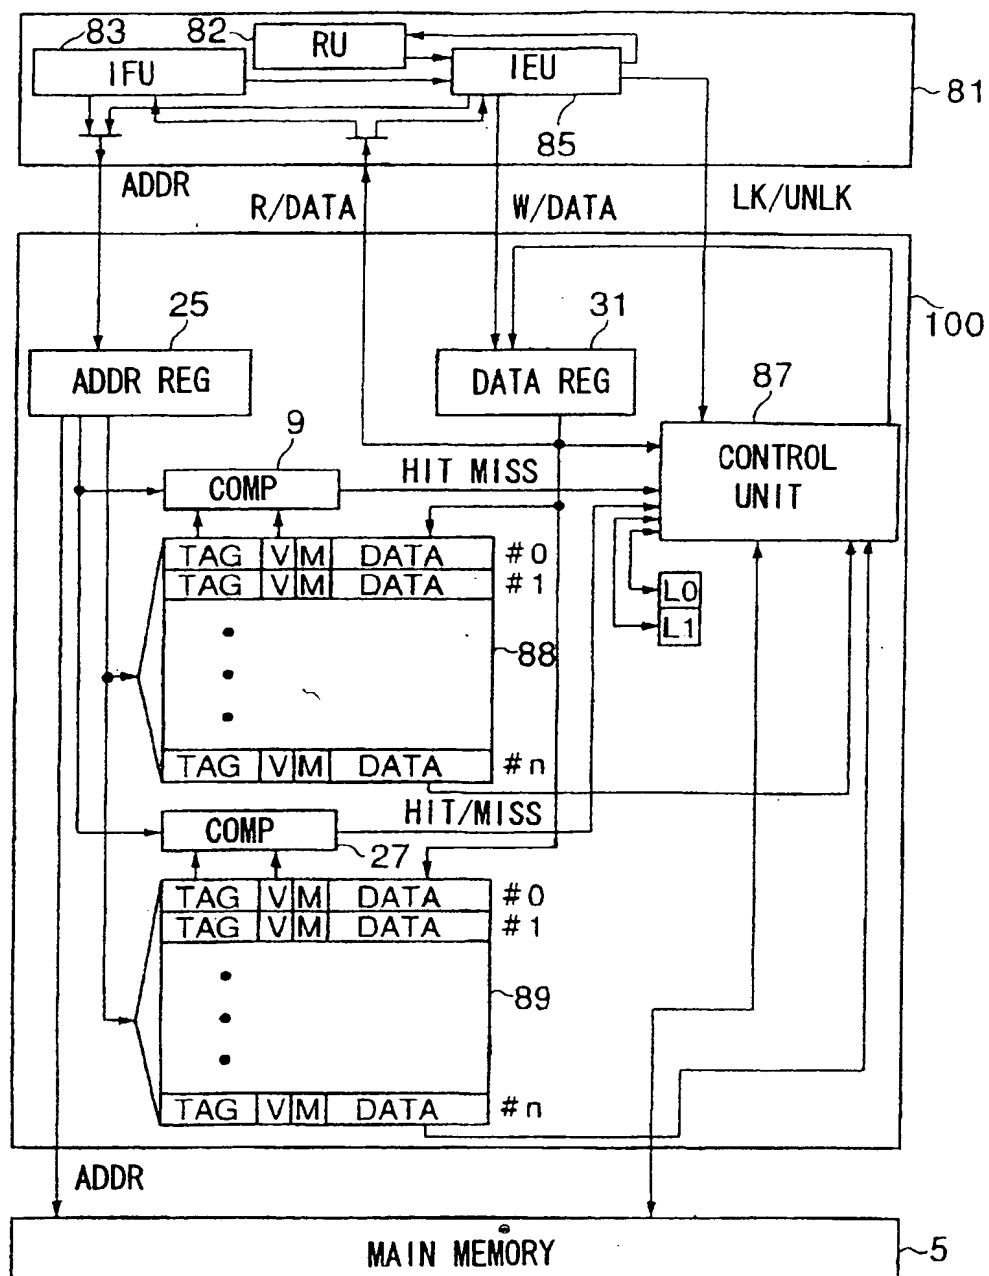 83
82
RU
IFU
IEU
81
85
ADDR
R/DATA
W/DATA
LK/UNLK
25
31
100
ADDR REG
DATA REG
87
9
CONTROL
UNIT
HIT MISS
COMP
TAG V M DATA #0
TAG V M DATA #1
L0
L1
88
TAG V M DATA #n
HIT/MISS
COMP
27
TAG V M DATA #0
TAG V M DATA #1
89
TAG V M DATA #n
ADDR
MAIN MEMORY
5